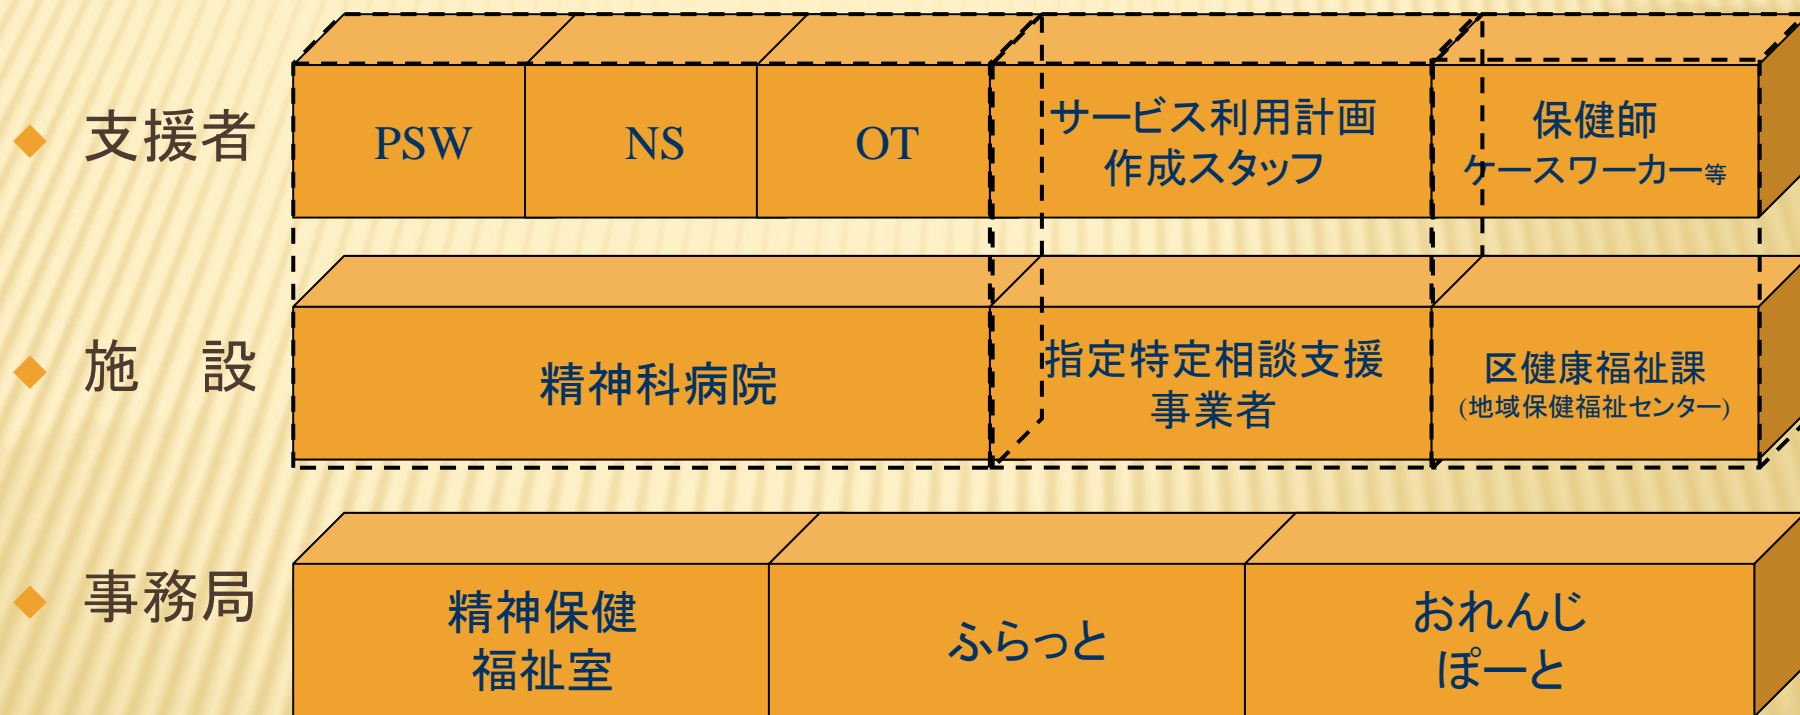 支援者
PSW
NS
OT
サービス利用計画
作成スタッフ
保健師
ケースワーカー等
施　設
精神科病院
指定特定相談支援
事業者
区健康福祉課
(地域保健福祉センター)
事務局
精神保健
福祉室
ふらっと
おれんじ
ぽーと